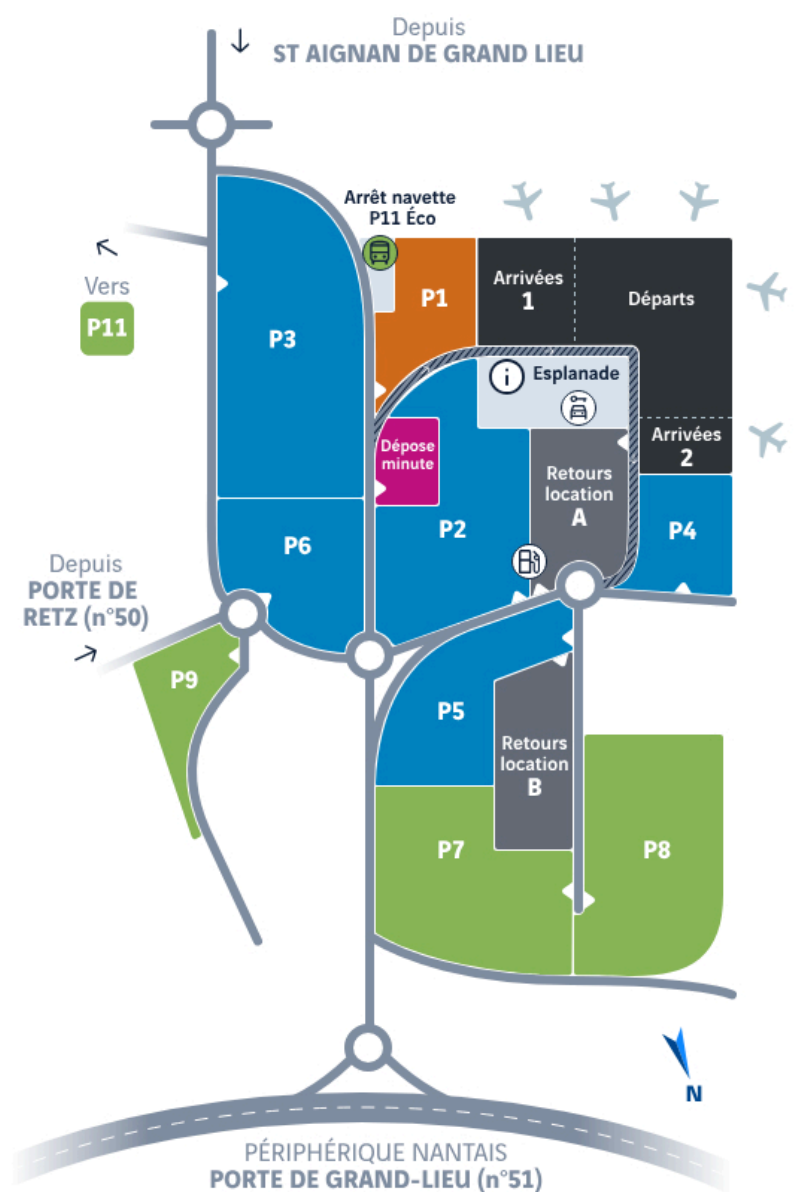 Depuis
ST AIGNAN DE GRAND LIEU
Arrêt navette
P11 Éco
Vers
P11
P3
P1
Arrivées
1
Départs
i
Esplanade
Arrivées
2
Dépose
minute
Retours
location
A
P2
P4
P6
Depuis
PORTE DE
RETZ (n°50)
P9
P5
Retours
location
B
P7
P8
N
PÉRIPHÉRIQUE NANTAIS
PORTE DE GRAND-LIEU (n°51)